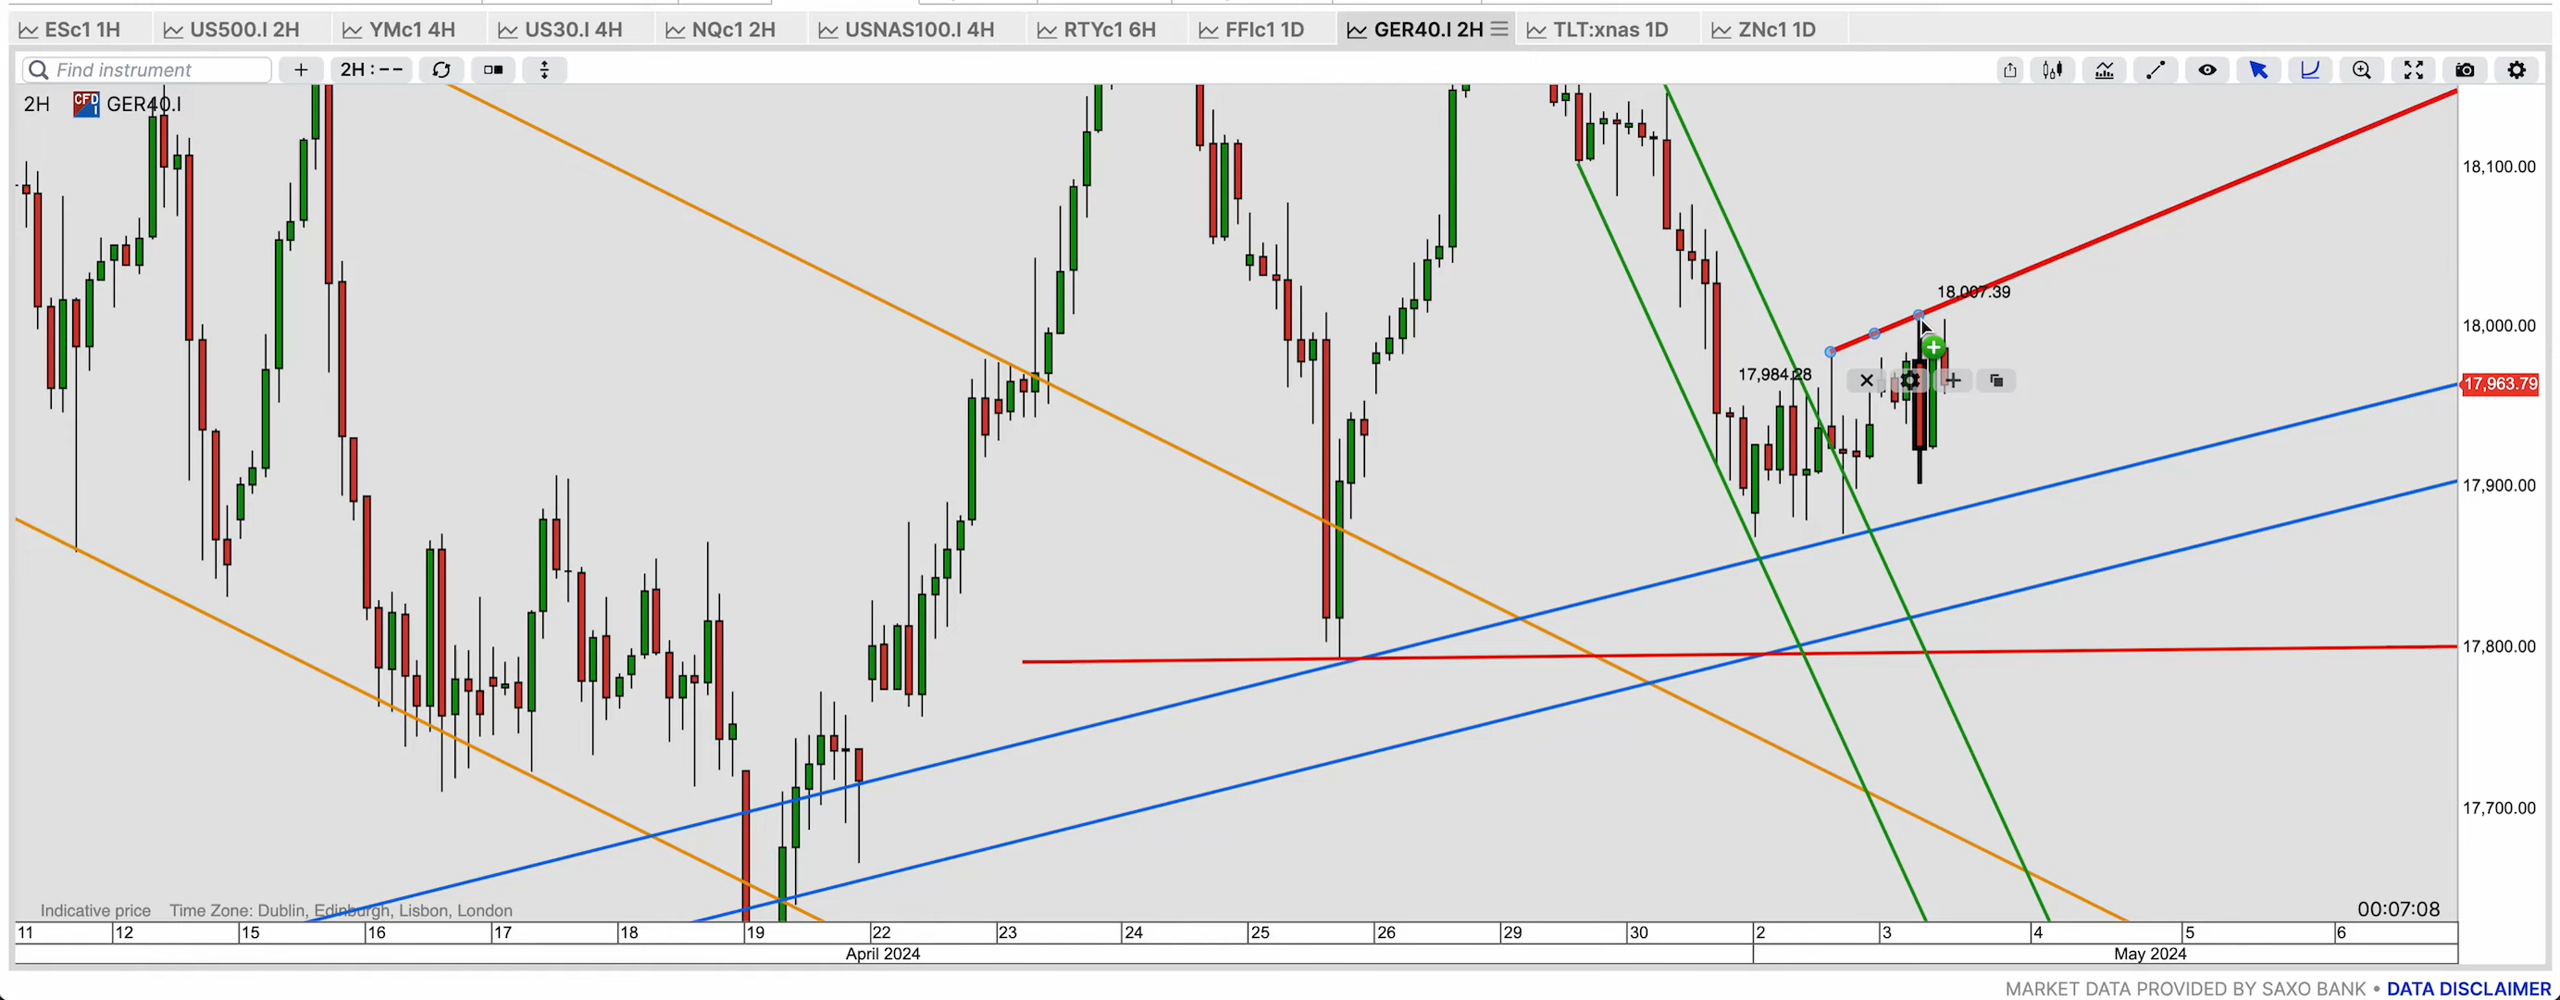 ESc1 1H US500.I 2H YMc1 4H US30.I 4H NQc1 2H USNAS100.I 4H RTYc1 6H FFIc1 1D GER40.I 2H TLT:xnas 1D ZNc1 1D
Find instrument + 2H : --
2H CFD I GER40.I
18,100.00
18,007.39
18,000.00
17,984.28
17,963.79
17,900.00
17,800.00
17,700.00
Indicative price Time Zone: Dublin, Edinburgh, Lisbon, London 00:07:08
11 12 15 16 17 18 19 22 23 24 25 26 29 30 2 3 4 5 6
April 2024 May 2024
MARKET DATA PROVIDED BY SAXO BANK • DATA DISCLAIMER